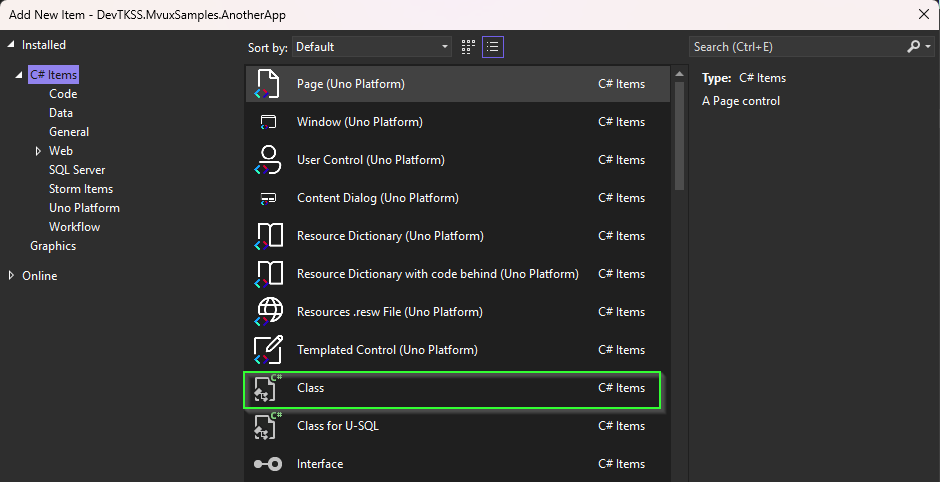 Add New Item - DevTKSS.MvuxSamples.AnotherApp
Installed
C# Items
Code
Data
General
Web
SQL Server
Storm Items
Uno Platform
Workflow
Graphics
Online
Sort by: Default
Page (Uno Platform) C# Items
Window (Uno Platform) C# Items
User Control (Uno Platform) C# Items
Content Dialog (Uno Platform) C# Items
Resource Dictionary (Uno Platform) C# Items
Resource Dictionary with code behind (Uno Platform) C# Items
Resources .resw File (Uno Platform) C# Items
Templated Control (Uno Platform) C# Items
C# Class C# Items
C# Class for U-SQL C# Items
Interface C# Items
Search (Ctrl+E)
Type: C# Items
A Page control